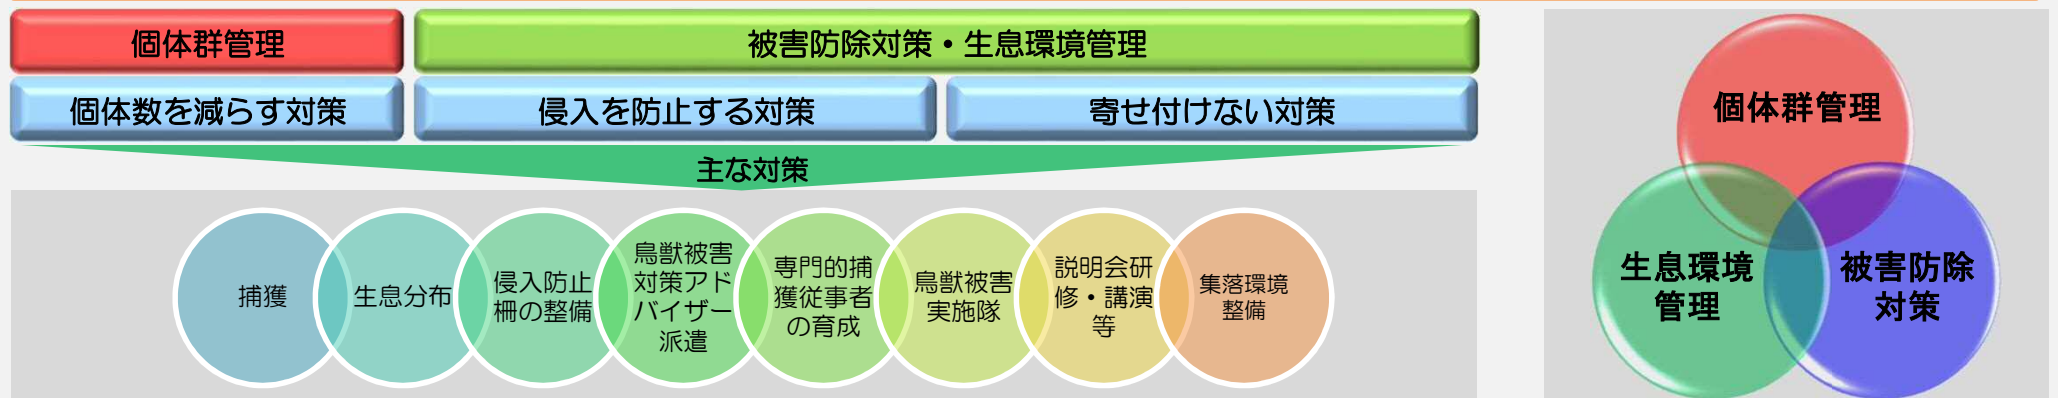 個体群管理
被害防除対策・生息環境管理
個体数を減らす対策
侵入を防止する対策
寄せ付けない対策
主な対策
捕獲
生息分布
侵入防止
柵の整備
鳥獣被害
対策アド
バイザー
派遣
専門的捕
獲従事者
の育成
鳥獣被害
実施隊
説明会研
修・講演
等
集落環境
整備
個体群管理
生息環境
管理
被害防除
対策